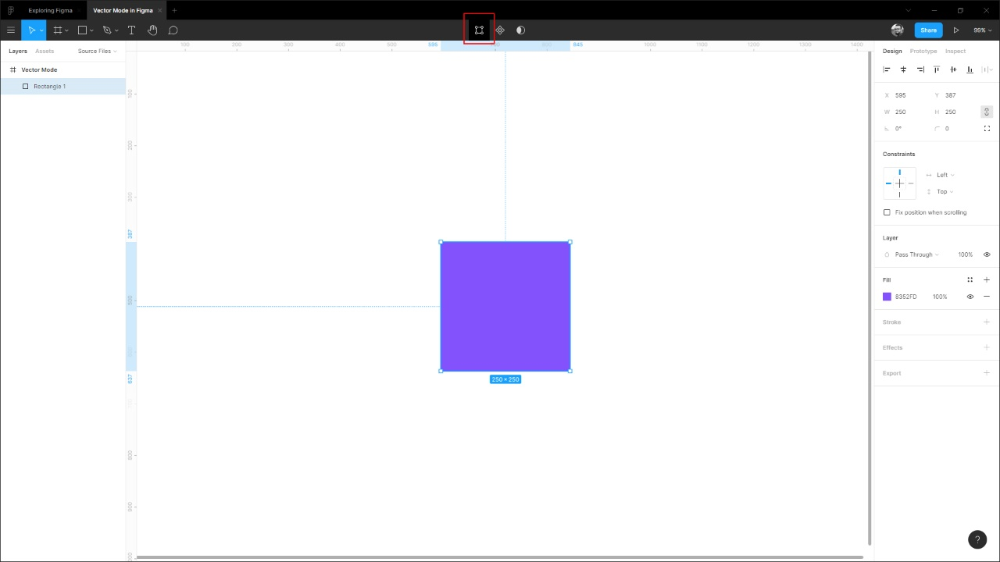 Exploring Figma
Vector Mode in Figma
Share
99%
Layers
Assets
Source Files
Vector Mode
Rectangle 1
100
200
300
400
500
595
845
1000
1100
1200
1300
1400
100
200
300
387
500
637
800
900
250 × 250
Design
Prototype
Inspect
X 595
Y 387
W 250
H 250
0°
0
Constraints
Left
Top
Fix position when scrolling
Layer
Pass Through
100%
Fill
8352FD
100%
Stroke
Effects
Export
?